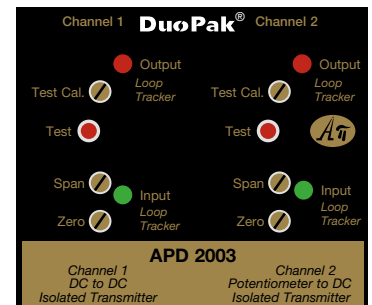 Channel 1 DuoPak® Channel 2
Output Output
Loop Loop
Test Cal. Tracker Test Cal. Tracker
Test Test
Span Span
Input Input
Loop Loop
Zero Tracker Zero Tracker
APD 2003
Channel 1 Channel 2
DC to DC Potentiometer to DC
Isolated Transmitter Isolated Transmitter